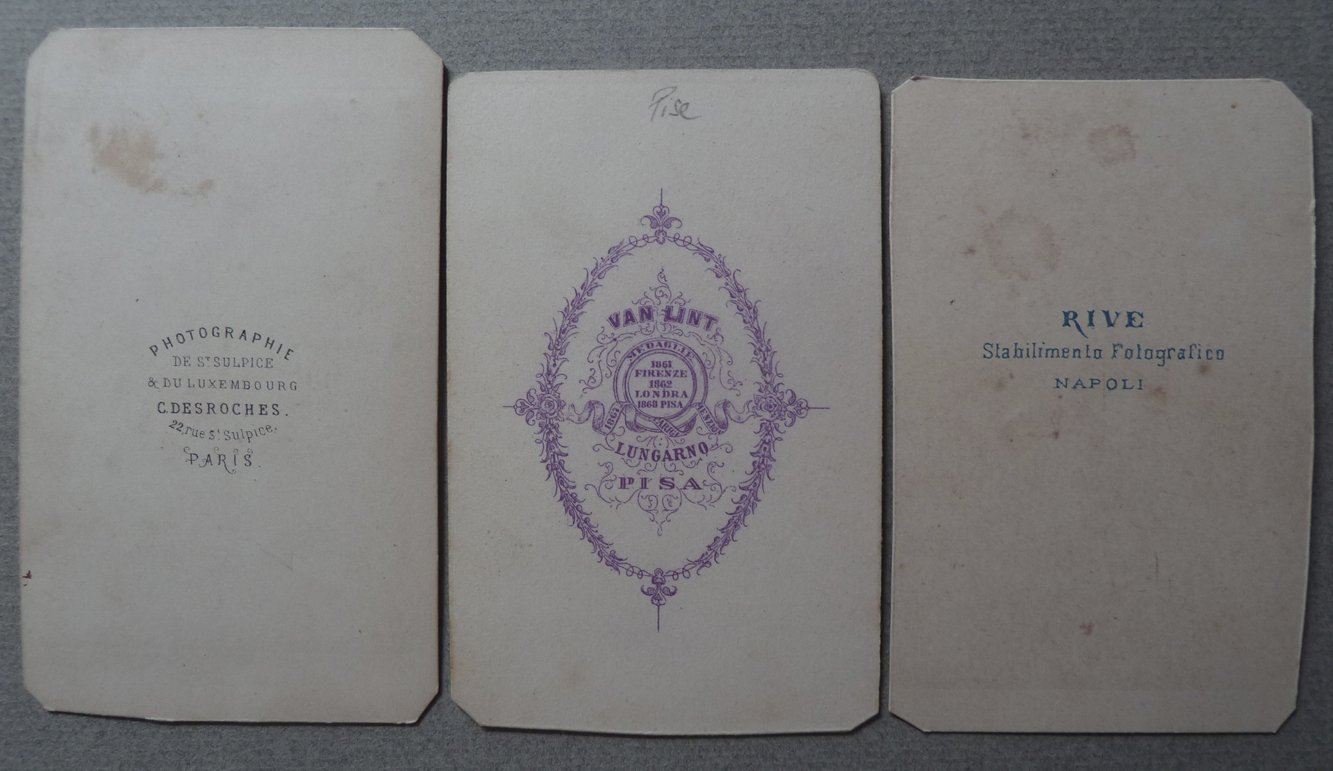 PHOTOGRAPHIE
DE ST SULPICE
& DU LUXEMBOURG
C. DESROCHES.
22, rue St Sulpice.
PARIS.
Pise
VAN LINT
MEDAGLIE
1861
FIRENZE
1862
LONDRA
1868 PISA
LUNGARNO
PISA
RIVE
Stabilimento Fotografico
NAPOLI